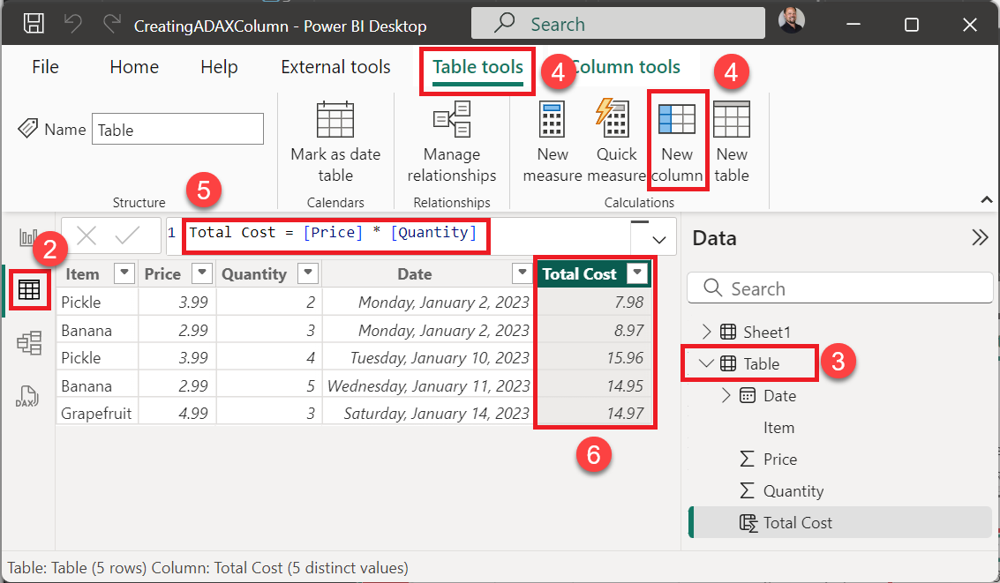 CreatingADAXColumn - Power BI Desktop
Search
File Home Help External tools Table tools 4 Column tools 4
Name Table
Mark as date table
Manage relationships
New measure
Quick measure
New column
New table
Structure Calendars Relationships Calculations
5
2
1 Total Cost = [Price] * [Quantity]
Item Price Quantity Date Total Cost
Pickle 3.99 2 Monday, January 2, 2023 7.98
Banana 2.99 3 Monday, January 2, 2023 8.97
Pickle 3.99 4 Tuesday, January 10, 2023 15.96
Banana 2.99 5 Wednesday, January 11, 2023 14.95
Grapefruit 4.99 3 Saturday, January 14, 2023 14.97
DAX
6
Data
Search
Sheet1
Table 3
Date
Item
Price
Quantity
Total Cost
Table: Table (5 rows) Column: Total Cost (5 distinct values)